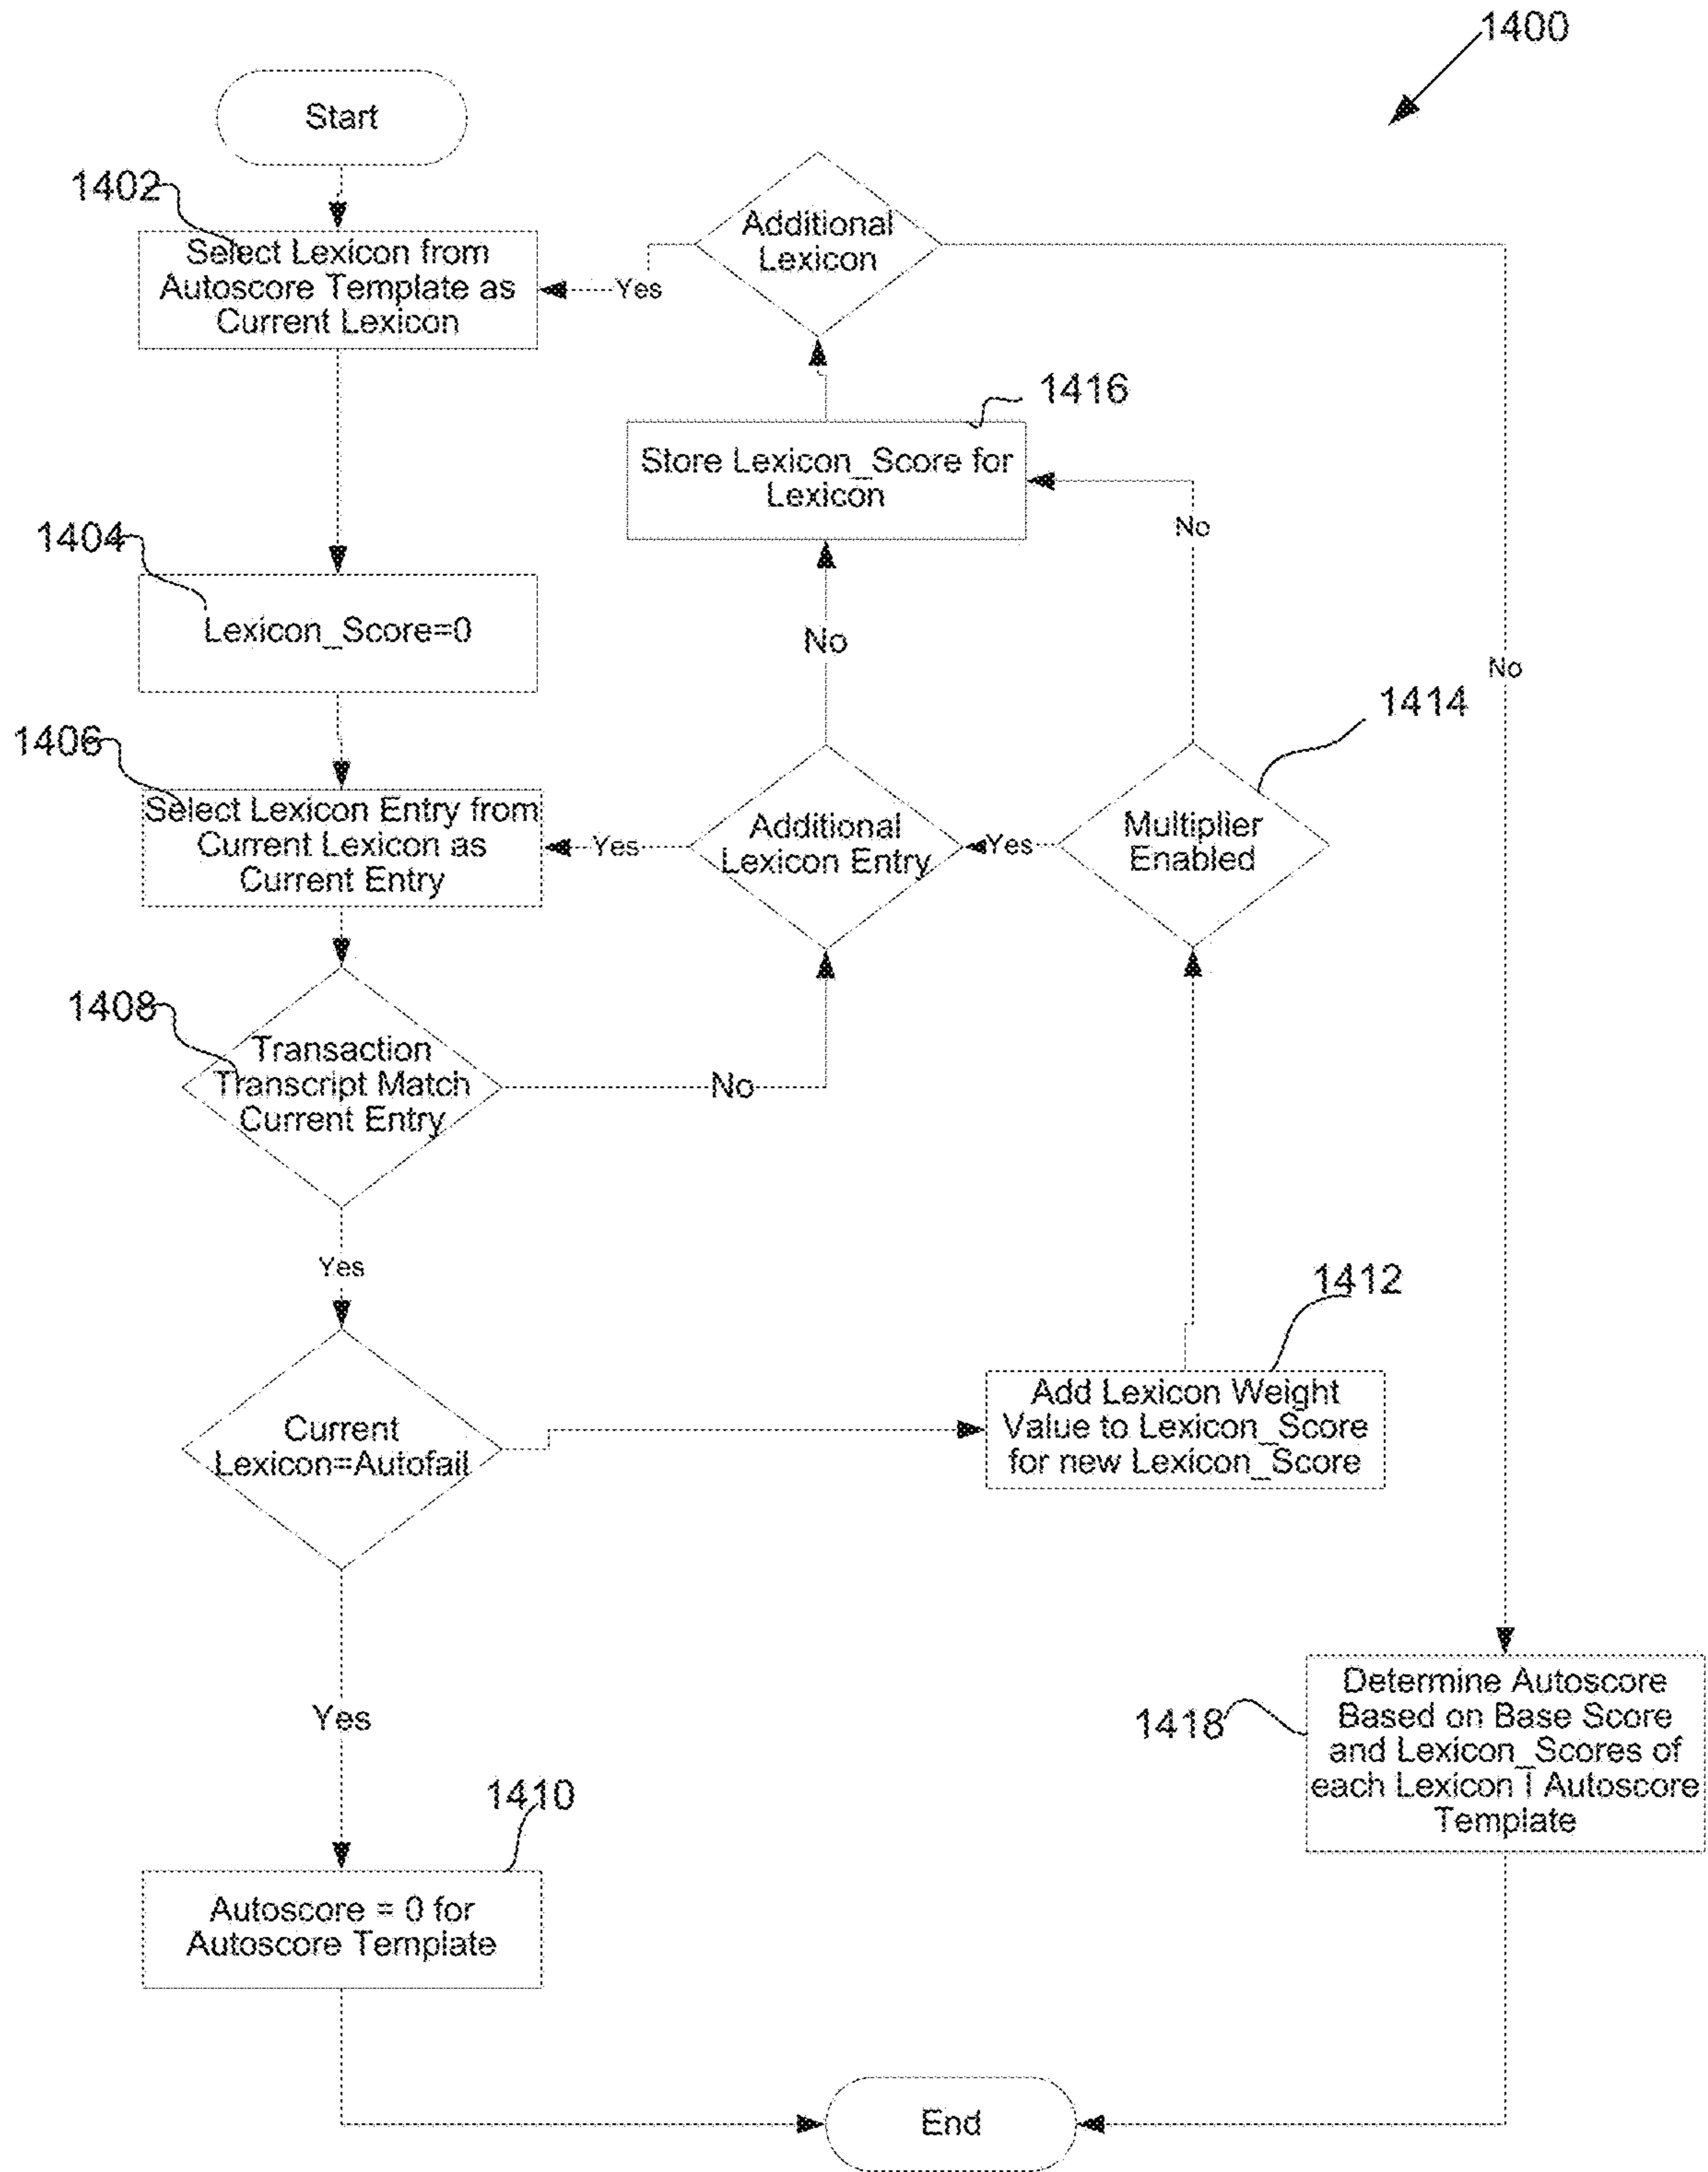 1400
Start
1402
Select Lexicon from
Autoscore Template as
Current Lexicon
Additional
Lexicon
Yes
No
1416
Store Lexicon_Score for
Lexicon
No
1404
Lexicon_Score=0
No
1414
1406
Select Lexicon Entry from
Current Lexicon as
Current Entry
Yes
Additional
Lexicon Entry
Yes
Multiplier
Enabled
1408
Transaction
Transcript Match
Current Entry
No
Yes
1412
Add Lexicon Weight
Value to Lexicon_Score
for new Lexicon_Score
Current
Lexicon=Autofail
Yes
1418
Determine Autoscore
Based on Base Score
and Lexicon_Scores of
each Lexicon I Autoscore
Template
1410
Autoscore = 0 for
Autoscore Template
End